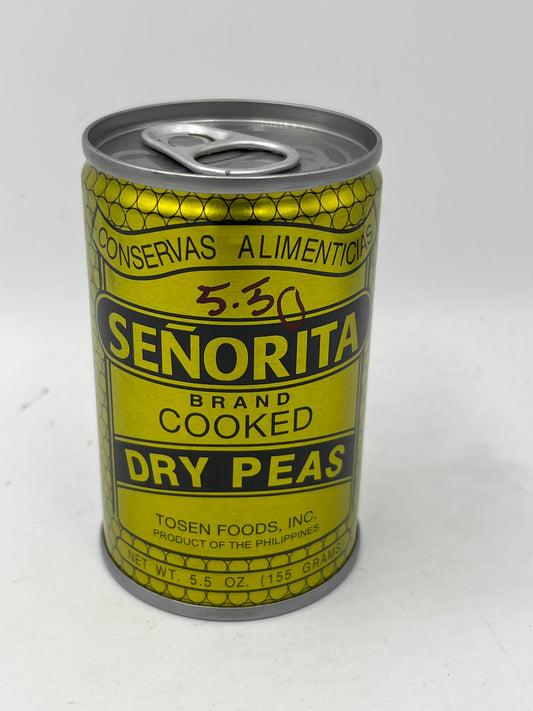 CONSERVAS ALIMENTICIAS
5.50
SEÑORITA
BRAND
COOKED
DRY PEAS
TOSEN FOODS, INC.
PRODUCT OF THE PHILIPPINES
NET WT. 5.5 OZ. (155 GRAMS)